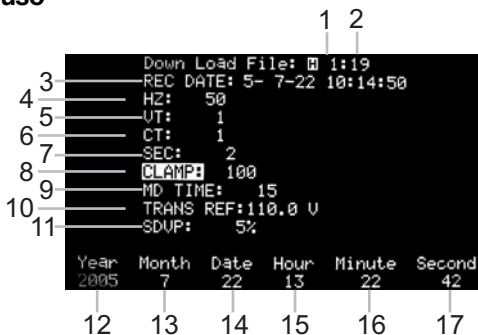 uso
1 2
Down Load File: H 1:19
3 REC DATE: 5- 7-22 10:14:50
4 HZ: 50
5 VT: 1
6 CT: 1
7 SEC: 2
8 CLAMP: 100
9 MD TIME: 15
10 TRANS REF:110.0 V
11 SDVP: 5%
Year Month Date Hour Minute Second
2005 7 22 13 22 42
12 13 14 15 16 17